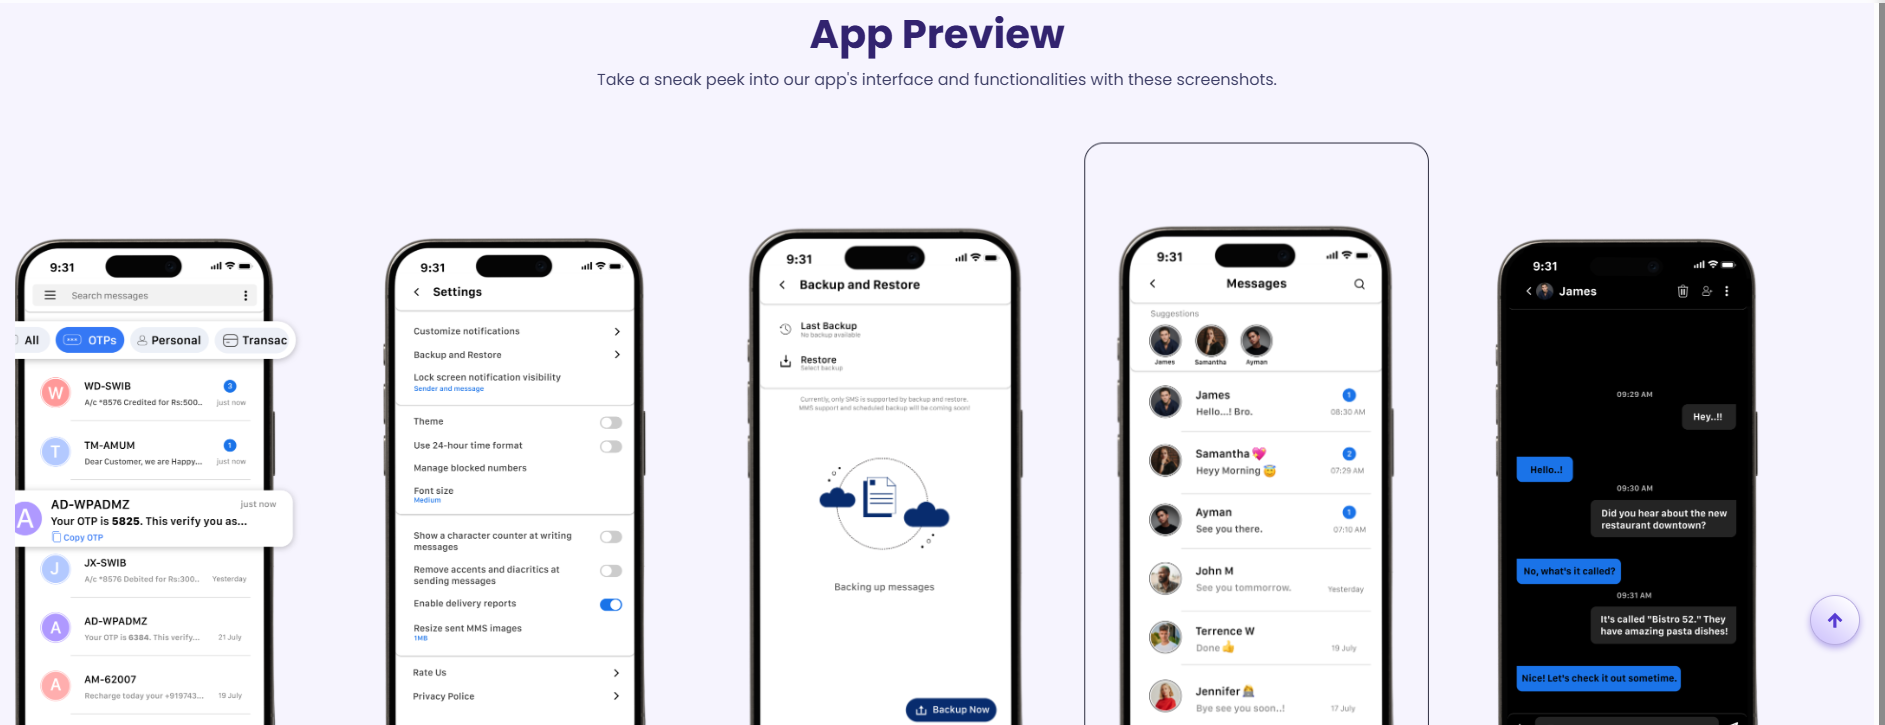 App Preview
Take a sneak peek into our app's interface and functionalities with these screenshots.
9:31
Search messages
All
OTPs
Personal
Transac
W
WD-SWIB
3
A/c *8576 Credited for Rs:500..
just now
T
TM-AMUM
1
Dear Customer, we are Happy...
just now
A
AD-WPADMZ
just now
Your OTP is 5825. This verify you as...
Copy OTP
J
JX-SWIB
A/c *8576 Debited for Rs:300..
Yesterday
A
AD-WPADMZ
Your OTP is 6384. This verify...
21 July
A
AM-62007
Recharge today your +919743...
19 July
9:31
Settings
Customize notifications
Backup and Restore
Lock screen notification visibility
Sender and message
Theme
Use 24-hour time format
Manage blocked numbers
Font size
Medium
Show a character counter at writing
messages
Remove accents and diacritics at
sending messages
Enable delivery reports
Resize sent MMS images
1MB
Rate Us
Privacy Police
9:31
Backup and Restore
Last Backup
No backup available
Restore
Select backup
Currently, only SMS is supported by backup and restore.
MMS support and scheduled backup will be coming soon!
Backing up messages
Backup Now
9:31
Messages
Suggestions
James
Samantha
Ayman
James
1
Hello...! Bro.
08:30 AM
Samantha 💖
2
Heyy Morning 😇
07:29 AM
Ayman
1
See you there.
07:10 AM
John M
See you tommorrow.
Yesterday
Terrence W
Done 👍
19 July
Jennifer
Bye see you soon..!
17 July
9:31
James
09:29 AM
Hey..!!
Hello..!
09:30 AM
Did you hear about the new
restaurant downtown?
No, what's it called?
09:31 AM
It's called "Bistro 52." They
have amazing pasta dishes!
Nice! Let's check it out sometime.